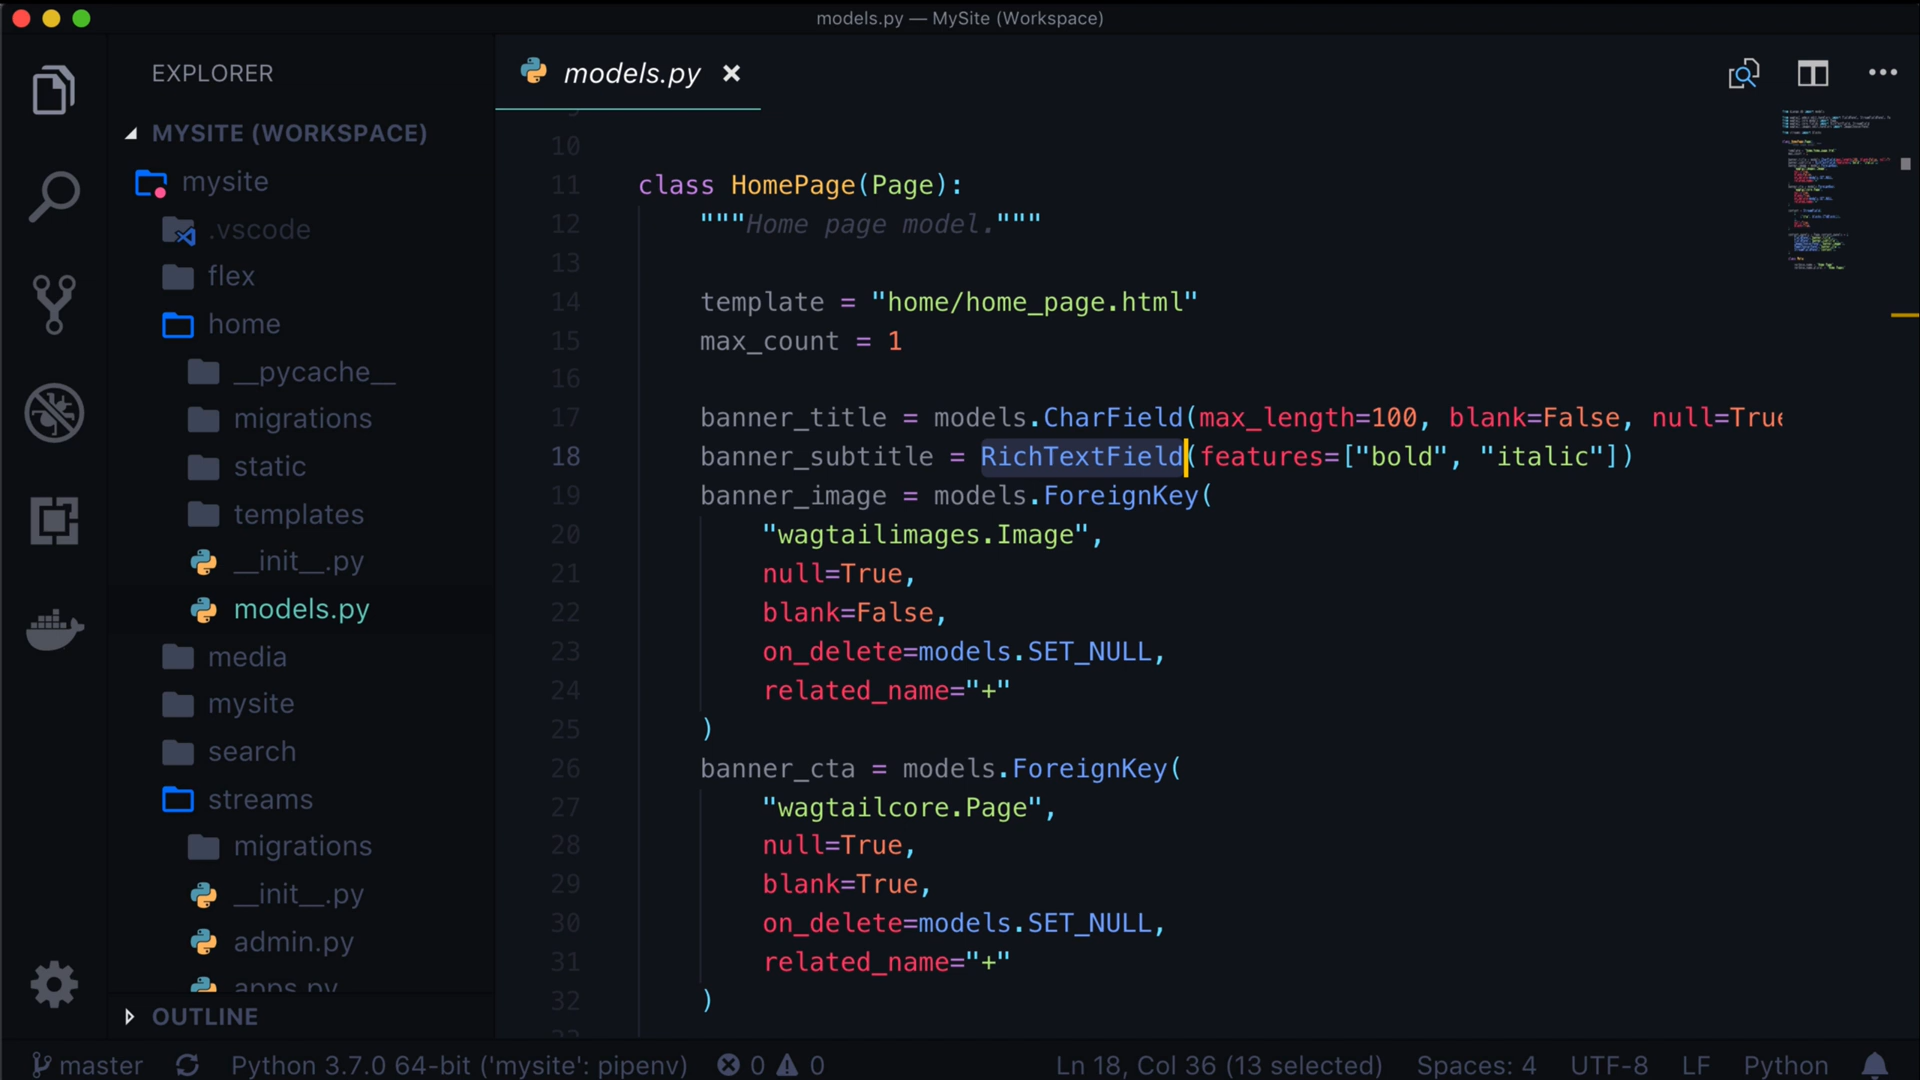 models.py — MySite (Workspace)
EXPLORER
MYSITE (WORKSPACE)
mysite
.vscode
flex
home
__pycache__
migrations
static
templates
__init__.py
models.py
media
mysite
search
streams
migrations
__init__.py
admin.py
apps.py
OUTLINE
models.py
10
11 class HomePage(Page):
12 """Home page model."""
13
14 template = "home/home_page.html"
15 max_count = 1
16
17 banner_title = models.CharField(max_length=100, blank=False, null=True
18 banner_subtitle = RichTextField(features=["bold", "italic"])
19 banner_image = models.ForeignKey(
20 "wagtailimages.Image",
21 null=True,
22 blank=False,
23 on_delete=models.SET_NULL,
24 related_name="+"
25 )
26 banner_cta = models.ForeignKey(
27 "wagtailcore.Page",
28 null=True,
29 blank=True,
30 on_delete=models.SET_NULL,
31 related_name="+"
32 )
master Python 3.7.0 64-bit ('mysite': pipenv) 0 0 Ln 18, Col 36 (13 selected) Spaces: 4 UTF-8 LF Python